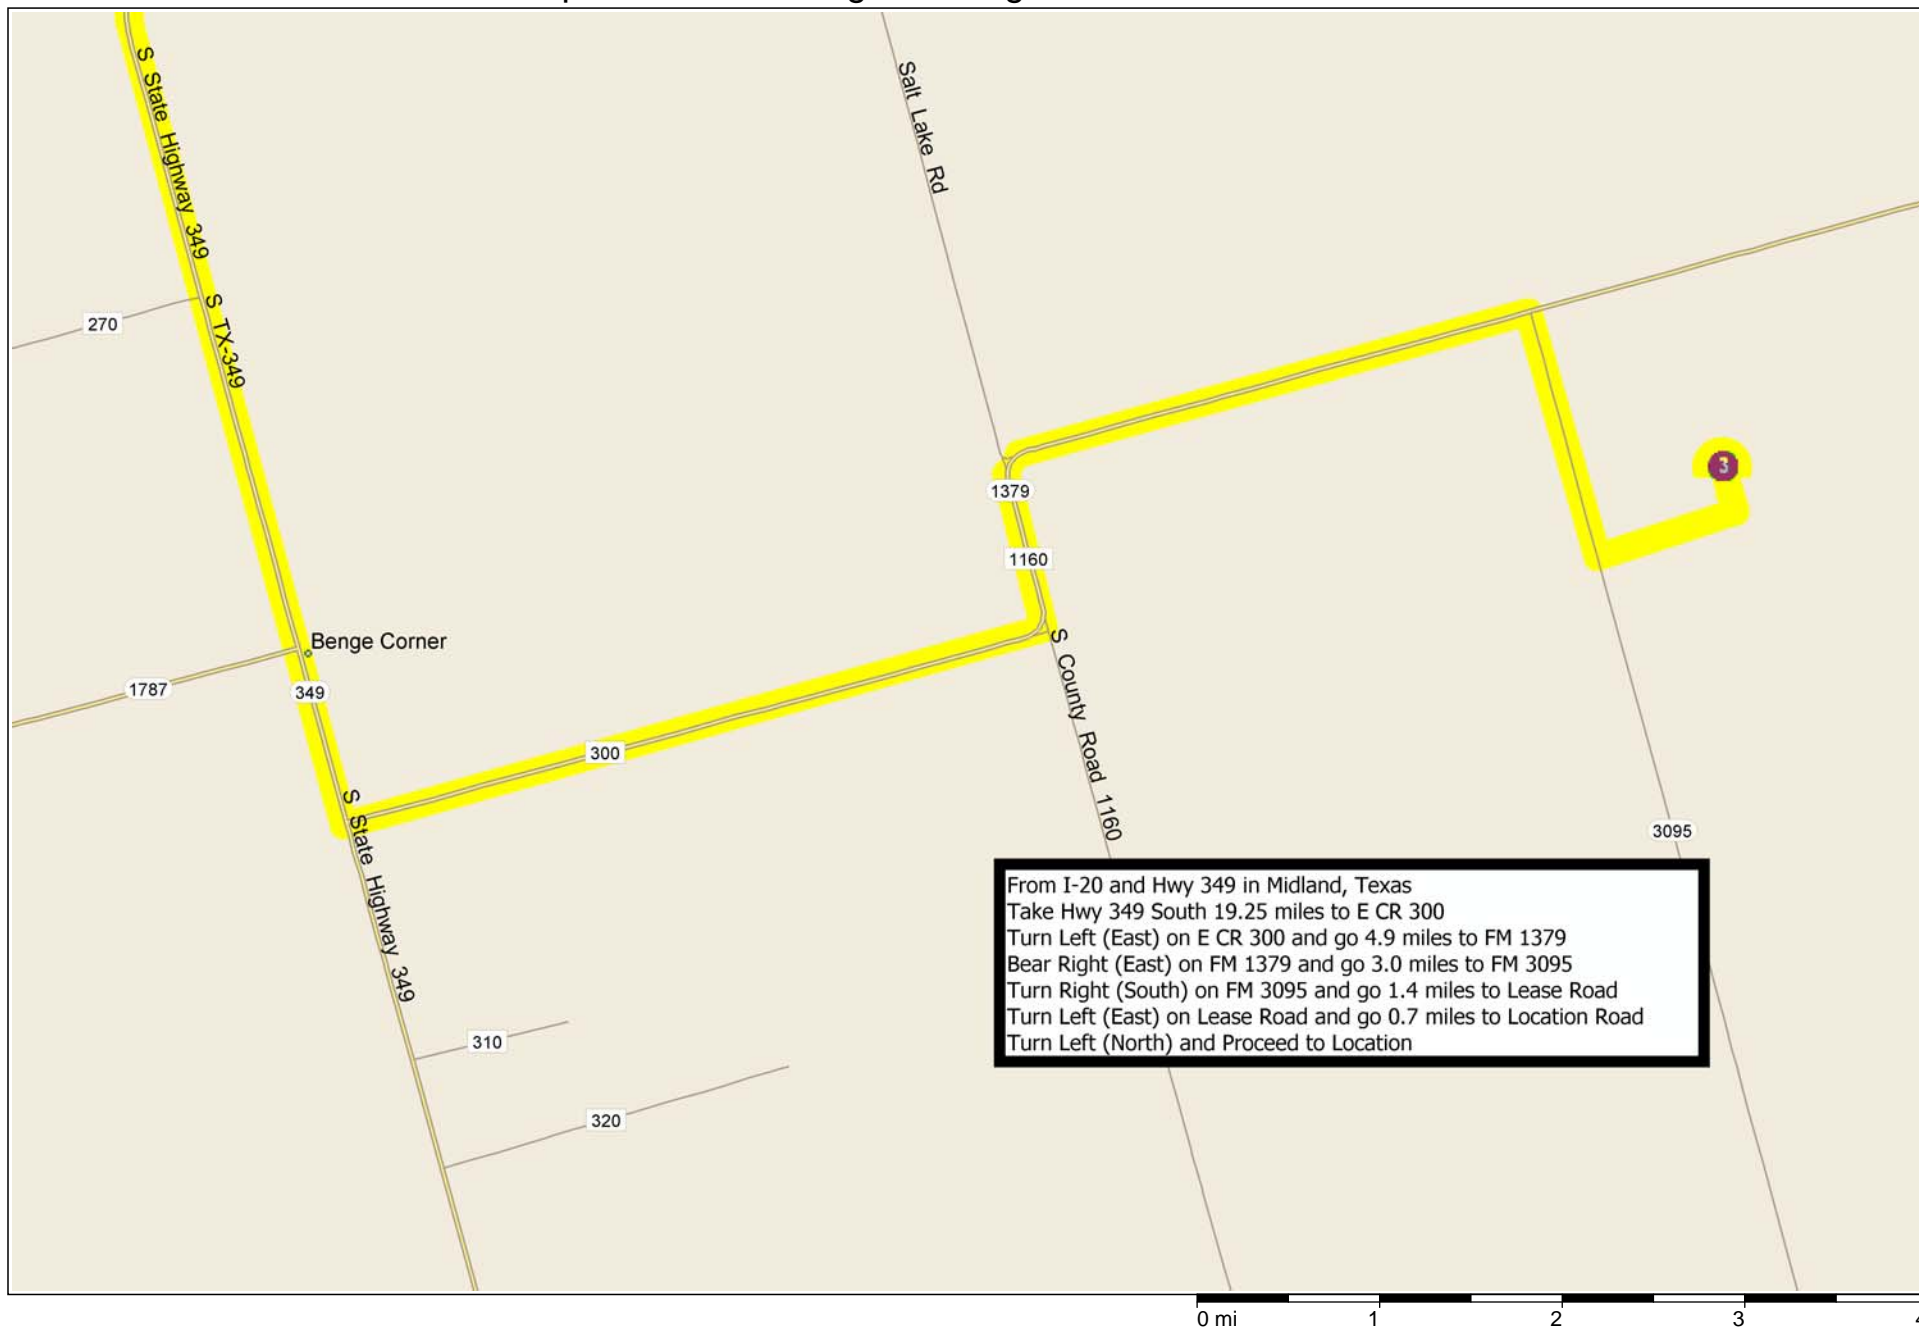 S State Highway 349
Salt Lake Rd
270
S TX-349
3
1379
1160
Benge Corner
1787
349
S County Road 1160
300
S State Highway 349
3095
From I-20 and Hwy 349 in Midland, Texas
Take Hwy 349 South 19.25 miles to E CR 300
Turn Left (East) on E CR 300 and go 4.9 miles to FM 1379
Bear Right (East) on FM 1379 and go 3.0 miles to FM 3095
Turn Right (South) on FM 3095 and go 1.4 miles to Lease Road
Turn Left (East) on Lease Road and go 0.7 miles to Location Road
Turn Left (North) and Proceed to Location
310
320
0 mi 1 2 3